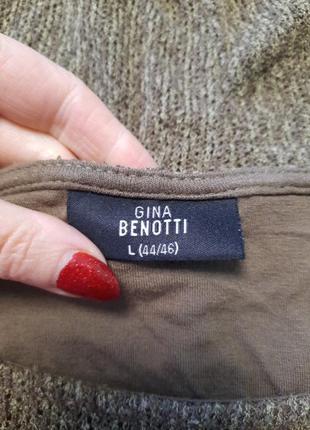 GINA
BENOTTI
L (44/46)